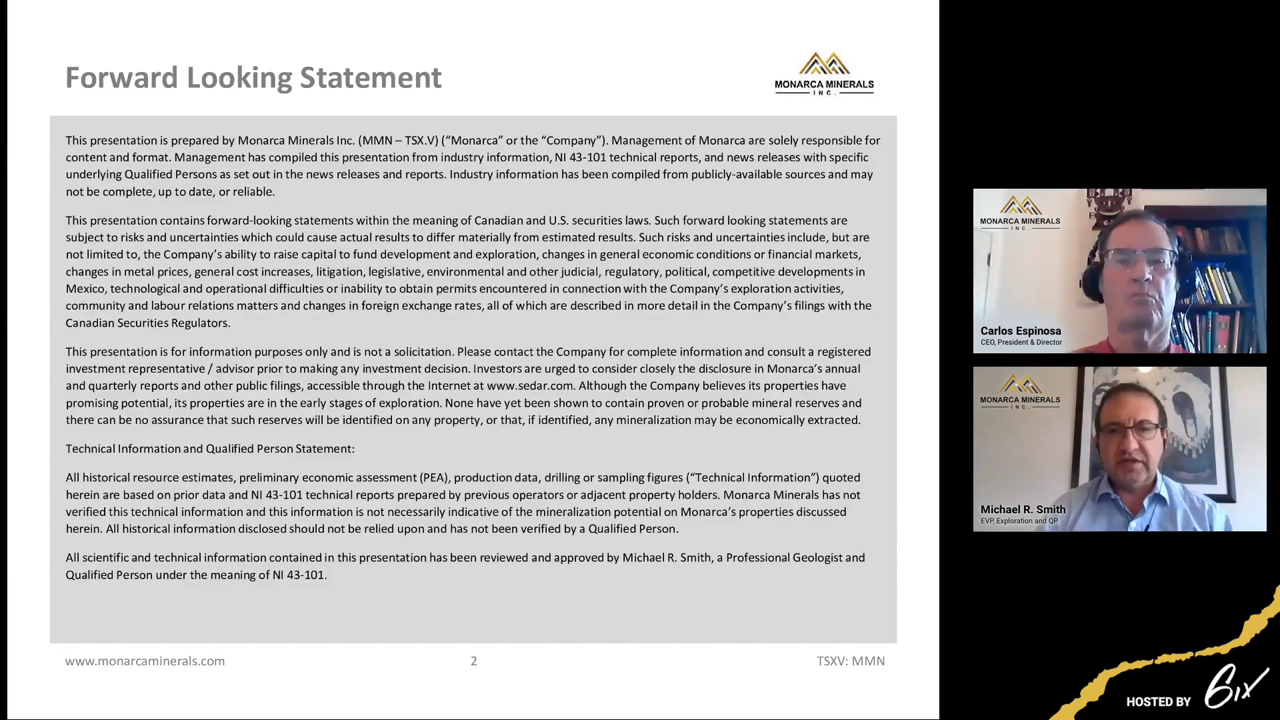 Forward Looking Statement
MONARCA MINERALS
INC.
This presentation is prepared by Monarca Minerals Inc. (MMN – TSX.V) (“Monarca” or the “Company”). Management of Monarca are solely responsible for
content and format. Management has compiled this presentation from industry information, NI 43-101 technical reports, and news releases with specific
underlying Qualified Persons as set out in the news releases and reports. Industry information has been compiled from publicly-available sources and may
not be complete, up to date, or reliable.
This presentation contains forward-looking statements within the meaning of Canadian and U.S. securities laws. Such forward looking statements are
subject to risks and uncertainties which could cause actual results to differ materially from estimated results. Such risks and uncertainties include, but are
not limited to, the Company’s ability to raise capital to fund development and exploration, changes in general economic conditions or financial markets,
changes in metal prices, general cost increases, litigation, legislative, environmental and other judicial, regulatory, political, competitive developments in
Mexico, technological and operational difficulties or inability to obtain permits encountered in connection with the Company’s exploration activities,
community and labour relations matters and changes in foreign exchange rates, all of which are described in more detail in the Company’s filings with the
Canadian Securities Regulators.
This presentation is for information purposes only and is not a solicitation. Please contact the Company for complete information and consult a registered
investment representative / advisor prior to making any investment decision. Investors are urged to consider closely the disclosure in Monarca’s annual
and quarterly reports and other public filings, accessible through the Internet at www.sedar.com. Although the Company believes its properties have
promising potential, its properties are in the early stages of exploration. None have yet been shown to contain proven or probable mineral reserves and
there can be no assurance that such reserves will be identified on any property, or that, if identified, any mineralization may be economically extracted.
Technical Information and Qualified Person Statement:
All historical resource estimates, preliminary economic assessment (PEA), production data, drilling or sampling figures (“Technical Information”) quoted
herein are based on prior data and NI 43-101 technical reports prepared by previous operators or adjacent property holders. Monarca Minerals has not
verified this technical information and this information is not necessarily indicative of the mineralization potential on Monarca’s properties discussed
herein. All historical information disclosed should not be relied upon and has not been verified by a Qualified Person.
All scientific and technical information contained in this presentation has been reviewed and approved by Michael R. Smith, a Professional Geologist and
Qualified Person under the meaning of NI 43-101.
www.monarcaminerals.com
2
TSXV: MMN
MONARCA MINERALS
INC.
Carlos Espinosa
CEO, President & Director
MONARCA MINERALS
INC.
Michael R. Smith
EVP, Exploration and QP
HOSTED BY
6ix